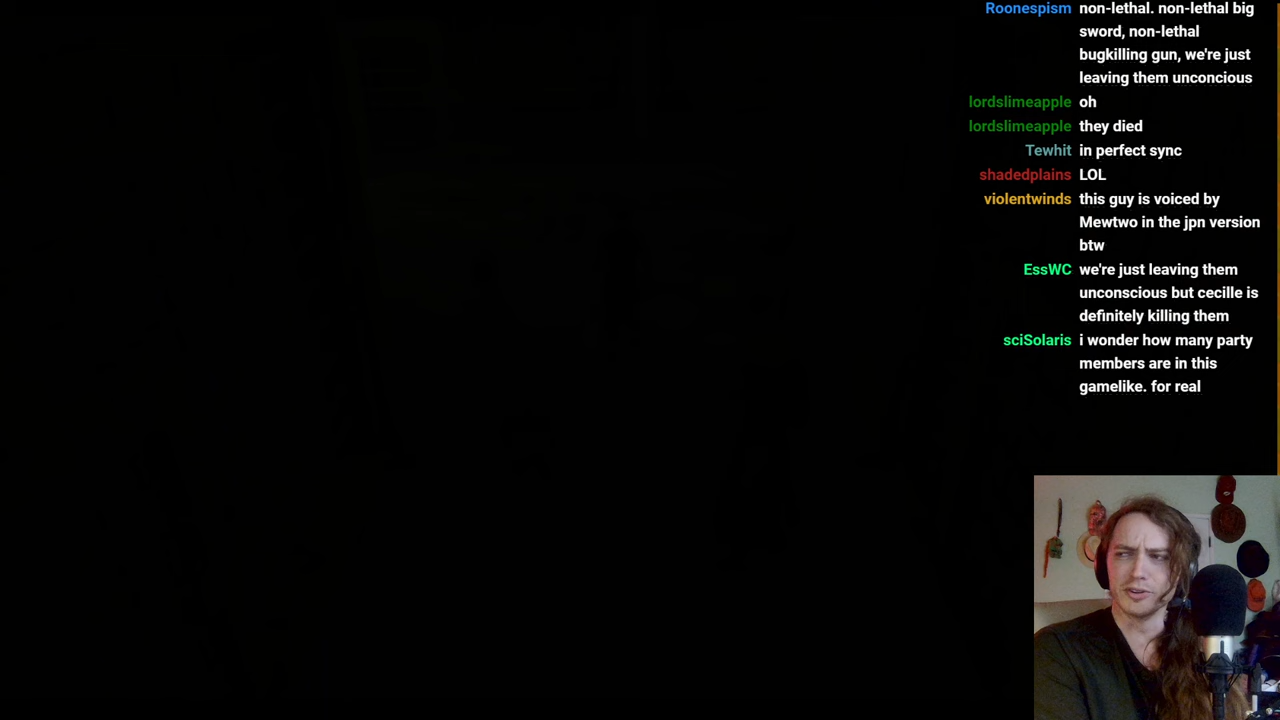 Roonespism non-lethal. non-lethal big
sword, non-lethal
bugkilling gun, we're just
leaving them unconcious
lordslimeapple oh
lordslimeapple they died
Tewhit in perfect sync
shadedplains LOL
violentwinds this guy is voiced by
Mewtwo in the jpn version
btw
EssWC we're just leaving them
unconscious but cecille is
definitely killing them
sciSolaris i wonder how many party
members are in this
gamelike. for real